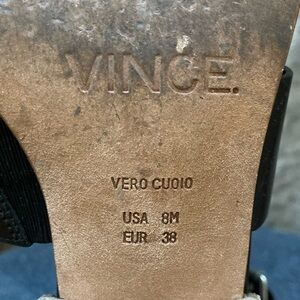 VINCE.
VERO CUOIO
USA 8M
EUR 38